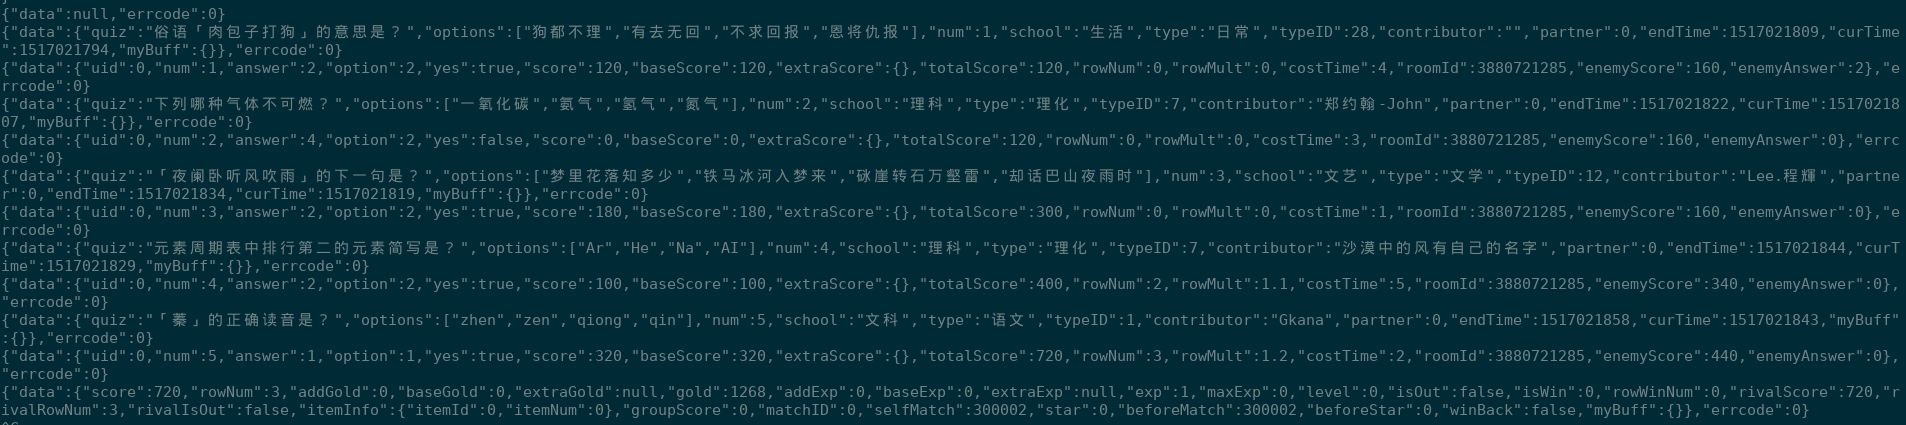 {"data":null,"errcode":0}
{"data":{"quiz":"俗语「肉包子打狗」的意思是？","options":["狗都不理","有去无回","不求回报","恩将仇报"],"num":1,"school":"生活","type":"日常","typeID":28,"contributor":"","partner":0,"endTime":1517021809,"curTime
":1517021794,"myBuff":{}},"errcode":0}
{"data":{"uid":0,"num":1,"answer":2,"option":2,"yes":true,"score":120,"baseScore":120,"extraScore":{},"totalScore":120,"rowNum":0,"rowMult":0,"costTime":4,"roomId":3880721285,"enemyScore":160,"enemyAnswer":2},"e
rrcode":0}
{"data":{"quiz":"下列哪种气体不可燃？","options":["一氧化碳","氨气","氢气","氮气"],"num":2,"school":"理科","type":"理化","typeID":7,"contributor":"郑约翰-John","partner":0,"endTime":1517021822,"curTime":15170218
07,"myBuff":{}},"errcode":0}
{"data":{"uid":0,"num":2,"answer":4,"option":2,"yes":false,"score":0,"baseScore":0,"extraScore":{},"totalScore":120,"rowNum":0,"rowMult":0,"costTime":3,"roomId":3880721285,"enemyScore":160,"enemyAnswer":0},"errc
ode":0}
{"data":{"quiz":"「夜阑卧听风吹雨」的下一句是？","options":["梦里花落知多少","铁马冰河入梦来","砯崖转石万壑雷","却话巴山夜雨时"],"num":3,"school":"文艺","type":"文学","typeID":12,"contributor":"Lee.程輝","partne
r":0,"endTime":1517021834,"curTime":1517021819,"myBuff":{}},"errcode":0}
{"data":{"uid":0,"num":3,"answer":2,"option":2,"yes":true,"score":180,"baseScore":180,"extraScore":{},"totalScore":300,"rowNum":0,"rowMult":0,"costTime":1,"roomId":3880721285,"enemyScore":160,"enemyAnswer":0},"e
rrcode":0}
{"data":{"quiz":"元素周期表中排行第二的元素简写是？","options":["Ar","He","Na","AI"],"num":4,"school":"理科","type":"理化","typeID":7,"contributor":"沙漠中的风有自己的名字","partner":0,"endTime":1517021844,"curT
ime":1517021829,"myBuff":{}},"errcode":0}
{"data":{"uid":0,"num":4,"answer":2,"option":2,"yes":true,"score":100,"baseScore":100,"extraScore":{},"totalScore":400,"rowNum":2,"rowMult":1.1,"costTime":5,"roomId":3880721285,"enemyScore":340,"enemyAnswer":0},
"errcode":0}
{"data":{"quiz":"「蓁」的正确读音是？","options":["zhen","zen","qiong","qin"],"num":5,"school":"文科","type":"语文","typeID":1,"contributor":"Gkana","partner":0,"endTime":1517021858,"curTime":1517021843,"myBuff"
:{}},"errcode":0}
{"data":{"uid":0,"num":5,"answer":1,"option":1,"yes":true,"score":320,"baseScore":320,"extraScore":{},"totalScore":720,"rowNum":3,"rowMult":1.2,"costTime":2,"roomId":3880721285,"enemyScore":440,"enemyAnswer":0},
"errcode":0}
{"data":{"score":720,"rowNum":3,"addGold":0,"baseGold":0,"extraGold":null,"gold":1268,"addExp":0,"baseExp":0,"extraExp":null,"exp":1,"maxExp":0,"level":0,"isOut":false,"isWin":0,"rowWinNum":0,"rivalScore":720,"r
ivalRowNum":3,"rivalIsOut":false,"itemInfo":{"itemId":0,"itemNum":0},"groupScore":0,"matchID":0,"selfMatch":300002,"star":0,"beforeMatch":300002,"beforeStar":0,"winBack":false,"myBuff":{}},"errcode":0}